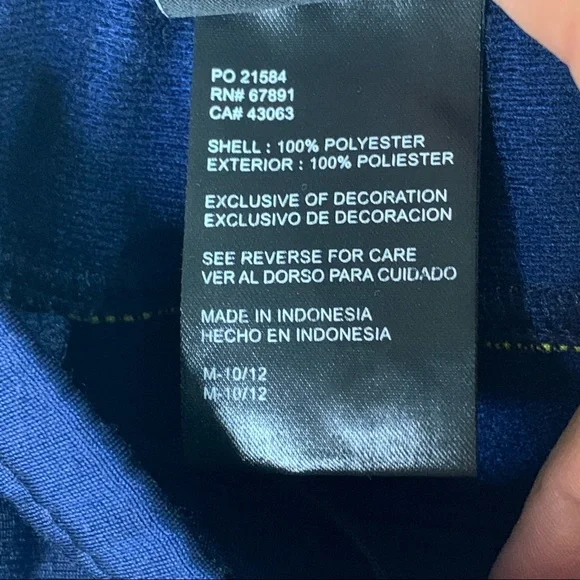 PO 21584
RN# 67891
CA# 43063
SHELL : 100% POLYESTER
EXTERIOR : 100% POLIESTER
EXCLUSIVE OF DECORATION
EXCLUSIVO DE DECORACION
SEE REVERSE FOR CARE
VER AL DORSO PARA CUIDADO
MADE IN INDONESIA
HECHO EN INDONESIA
M-10/12
M-10/12